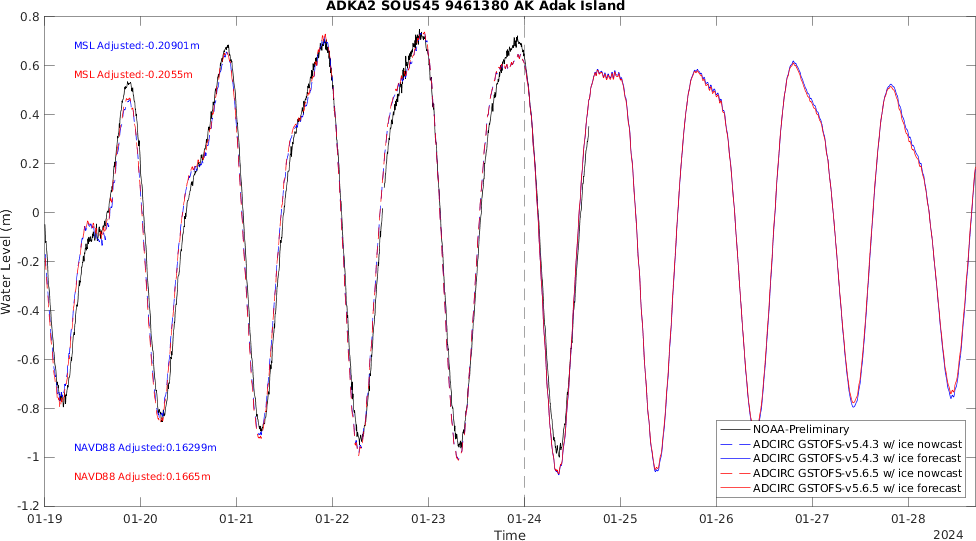 ADKA2 SOUS45 9461380 AK Adak Island
0.8
0.6
0.4
0.2
0
-0.2
-0.4
-0.6
-0.8
-1
-1.2
Water Level (m)
MSL Adjusted:-0.20901m
MSL Adjusted:-0.2055m
NAVD88 Adjusted:0.16299m
NAVD88 Adjusted:0.1665m
NOAA-Preliminary
ADCIRC GSTOFS-v5.4.3 w/ ice nowcast
ADCIRC GSTOFS-v5.4.3 w/ ice forecast
ADCIRC GSTOFS-v5.6.5 w/ ice nowcast
ADCIRC GSTOFS-v5.6.5 w/ ice forecast
01-19 01-20 01-21 01-22 01-23 01-24 01-25 01-26 01-27 01-28
Time
2024